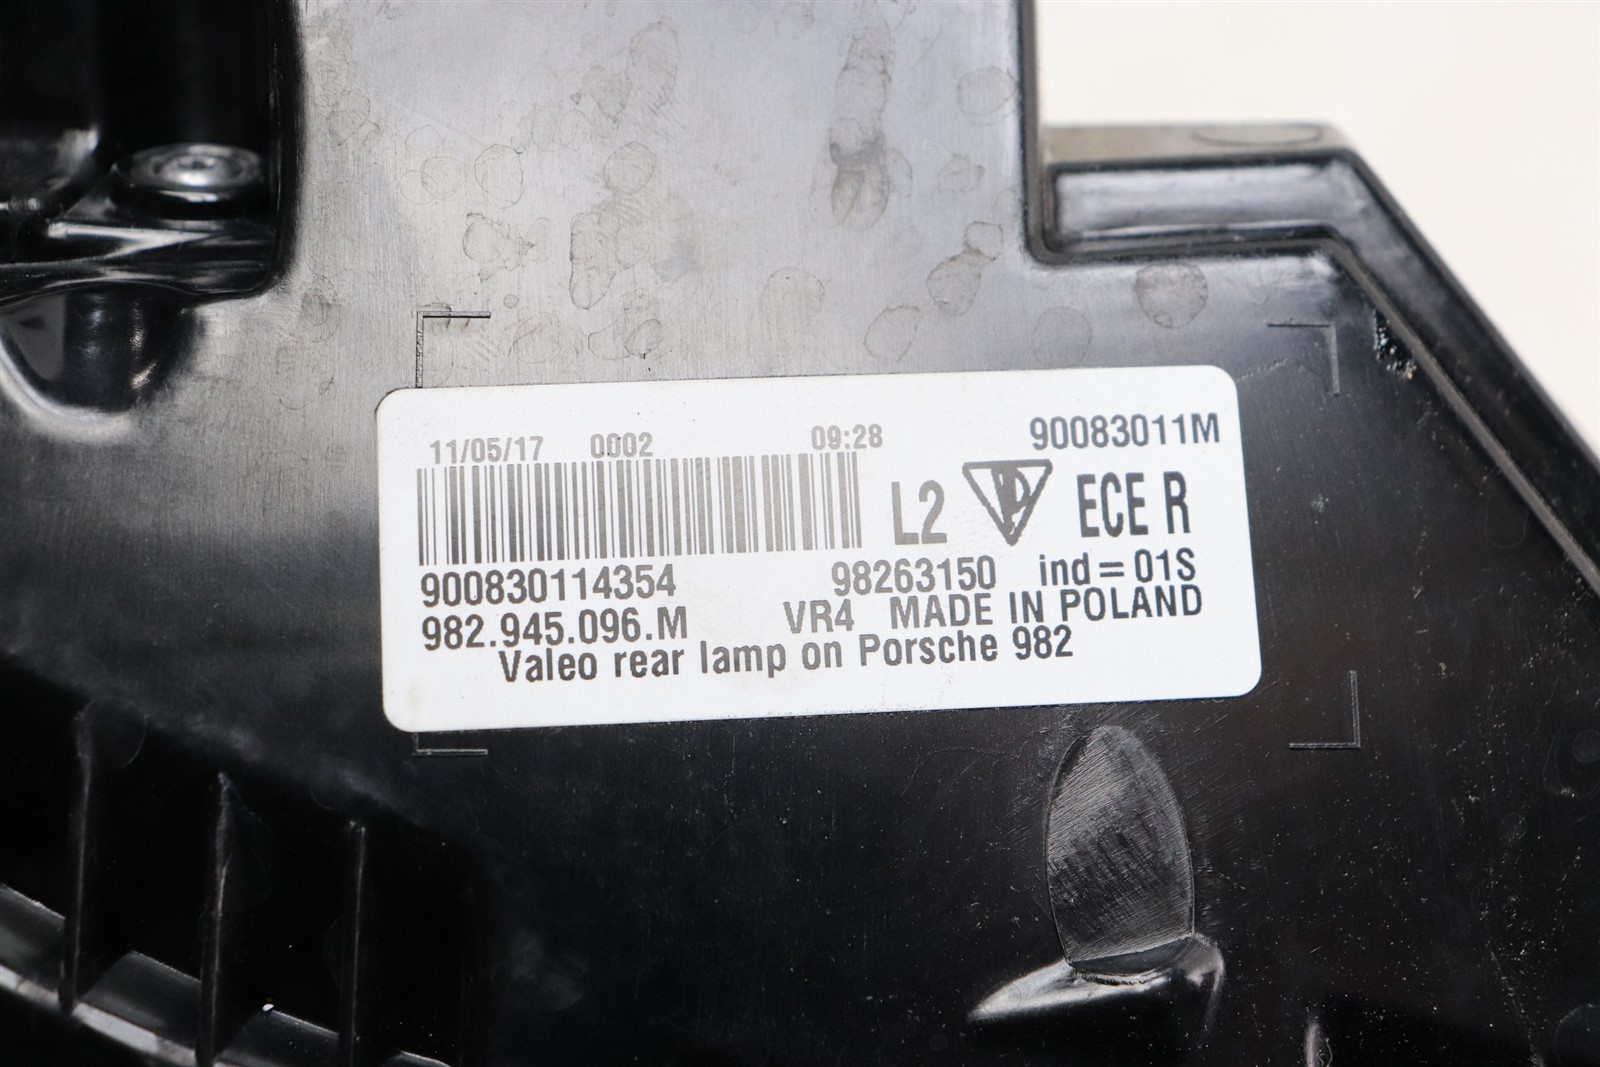 11/05/17 0002 09:28 90083011M
L2 ECE R
900830114354 98263150 ind=01S
982.945.096.M VR4 MADE IN POLAND
Valeo rear lamp on Porsche 982